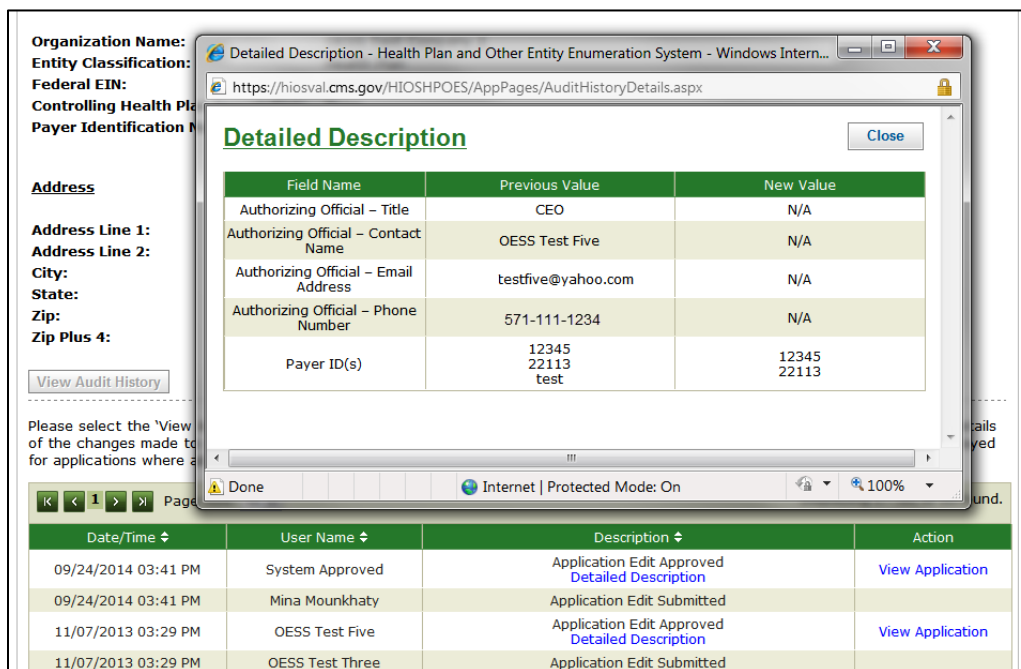 Organization Name:
Entity Classification:
Federal EIN:
Controlling Health Pla
Payer Identification N
Address
Address Line 1:
Address Line 2:
City:
State:
Zip:
Zip Plus 4:
View Audit History
Detailed Description - Health Plan and Other Entity Enumeration System - Windows Intern...
https://hiosval.cms.gov/HIOSHPOES/AppPages/AuditHistoryDetails.aspx
Detailed Description
Close
Field Name Previous Value New Value
Authorizing Official – Title CEO N/A
Authorizing Official – Contact
Name OESS Test Five N/A
Authorizing Official – Email
Address testfive@yahoo.com N/A
Authorizing Official – Phone
Number 571-111-1234 N/A
Payer ID(s)
12345
22113
test
12345
22113
Done Internet | Protected Mode: On 100%
Please select the 'View
of the changes made to
for applications where a
ails
yed
1 Page
und.
Date/Time User Name Description Action
09/24/2014 03:41 PM System Approved Application Edit Approved View Application
Detailed Description
09/24/2014 03:41 PM Mina Mounkhaty Application Edit Submitted
11/07/2013 03:29 PM OESS Test Five Application Edit Approved View Application
Detailed Description
11/07/2013 03:29 PM OESS Test Three Application Edit Submitted